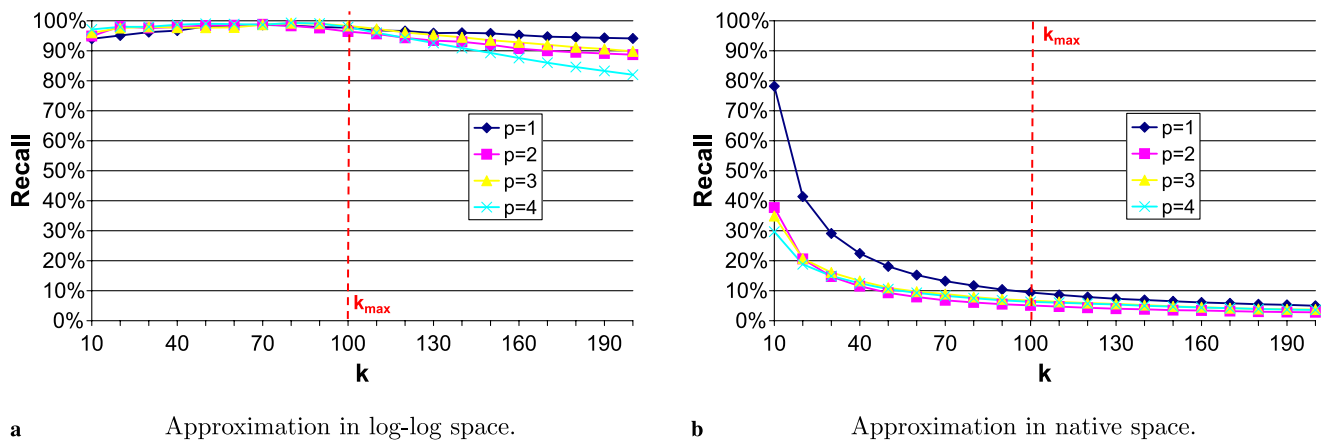 100%
90%
80%
70%
60%
50%
40%
30%
20%
10%
0%
Recall
p=1
p=2
p=3
p=4
kmax
10 40 70 100 130 160 190
k
a Approximation in log-log space.
100%
90%
80%
70%
60%
50%
40%
30%
20%
10%
0%
Recall
kmax
p=1
p=2
p=3
p=4
10 40 70 100 130 160 190
k
b Approximation in native space.